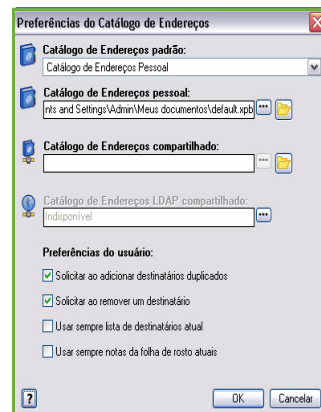 Preferências do Catálogo de Endereços
Catálogo de Endereços padrão:
Catálogo de Endereços Pessoal
Catálogo de Endereços pessoal:
nts and Settings\Admin\Meus documentos\default.xpb
Catálogo de Endereços compartilhado:
Catálogo de Endereços LDAP compartilhado:
Indisponível
Preferências do usuário:
Solicitar ao adicionar destinatários duplicados
Solicitar ao remover um destinatário
Usar sempre lista de destinatários atual
Usar sempre notas da folha de rosto atuais
? OK Cancelar